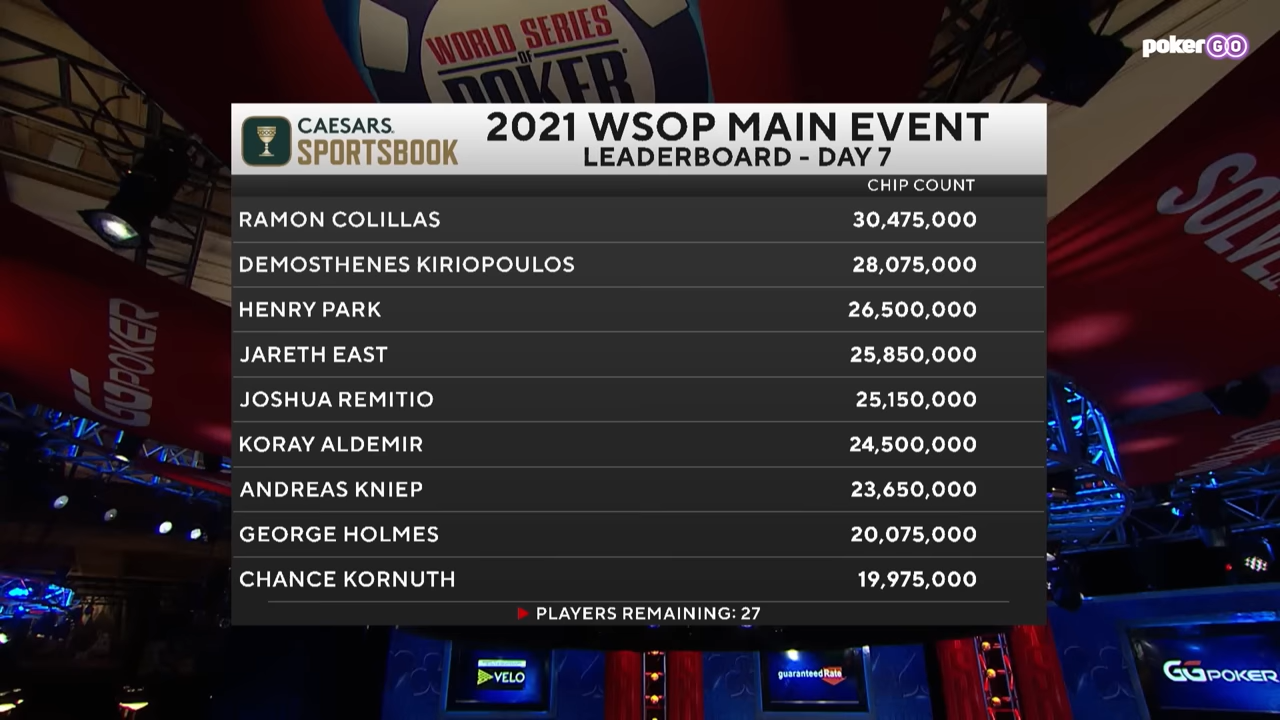 WORLD SERIES
OF
POKER
poker GO
CAESARS
SPORTSBOOK
2021 WSOP MAIN EVENT
LEADERBOARD - DAY 7
CHIP COUNT
RAMON COLILLAS 30,475,000
DEMOSTHENES KIRIOPOULOS 28,075,000
HENRY PARK 26,500,000
JARETH EAST 25,850,000
JOSHUA REMITIO 25,150,000
KORAY ALDEMIR 24,500,000
ANDREAS KNIEP 23,650,000
GEORGE HOLMES 20,075,000
CHANCE KORNUTH 19,975,000
PLAYERS REMAINING: 27
GGPOKER
VELO
guaranteedRate
GGPOKER